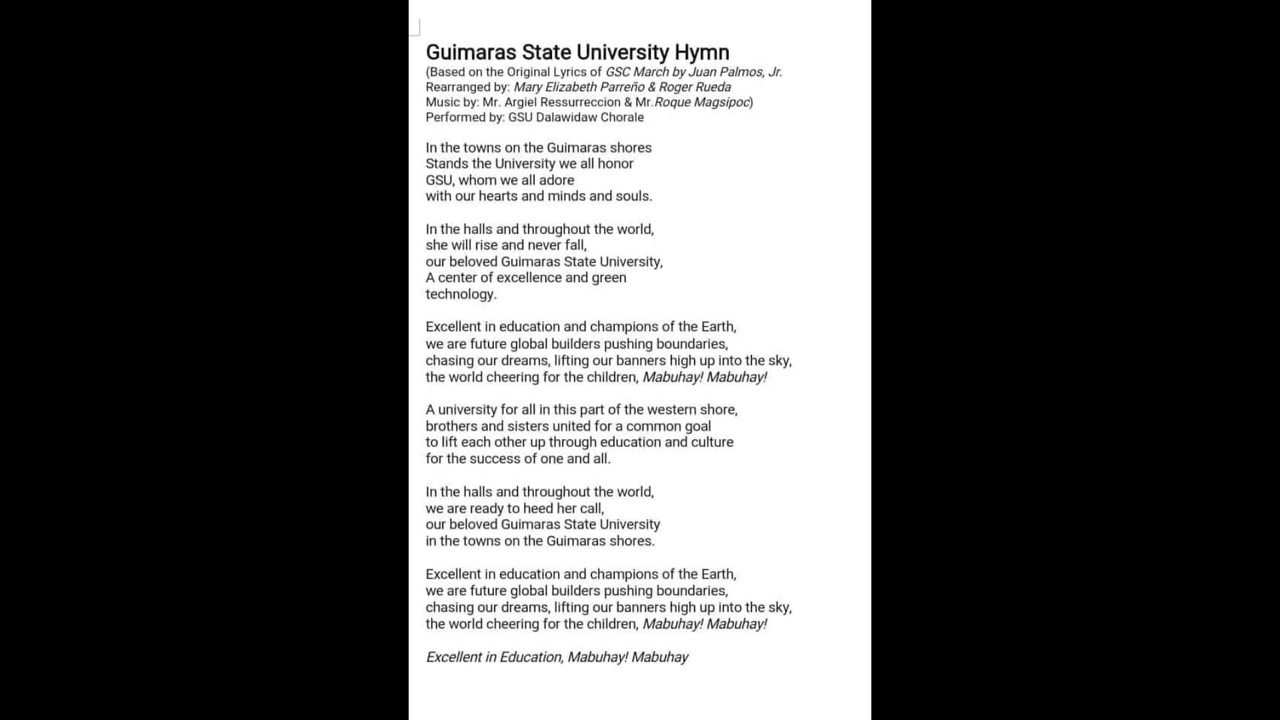 Guimaras State University Hymn
(Based on the Original Lyrics of GSC March by Juan Palmos, Jr.
Rearranged by: Mary Elizabeth Parreño & Roger Rueda
Music by: Mr. Argiel Ressurreccion & Mr.Roque Magsipoc)
Performed by: GSU Dalawidaw Chorale
In the towns on the Guimaras shores
Stands the University we all honor
GSU, whom we all adore
with our hearts and minds and souls.
In the halls and throughout the world,
she will rise and never fall,
our beloved Guimaras State University,
A center of excellence and green
technology.
Excellent in education and champions of the Earth,
we are future global builders pushing boundaries,
chasing our dreams, lifting our banners high up into the sky,
the world cheering for the children, Mabuhay! Mabuhay!
A university for all in this part of the western shore,
brothers and sisters united for a common goal
to lift each other up through education and culture
for the success of one and all.
In the halls and throughout the world,
we are ready to heed her call,
our beloved Guimaras State University
in the towns on the Guimaras shores.
Excellent in education and champions of the Earth,
we are future global builders pushing boundaries,
chasing our dreams, lifting our banners high up into the sky,
the world cheering for the children, Mabuhay! Mabuhay!
Excellent in Education, Mabuhay! Mabuhay